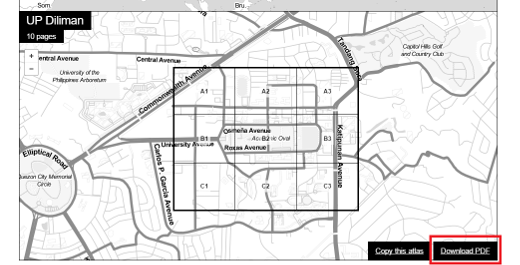 Som
Bru.
UP Diliman
10 pages
+
-
entral Avenue
Central Avenue
Tandang Sora
Capitol Hills Golf
and Country Club
University of the
Philippines Arboretum
Commonwealth Avenue
A1
A2
A3
Osmeña Avenue
B1
Ac B2 ic Oval
B3
University Avenue
Roxas Avenue
Katipunan Avenue
Elliptical Road
Carlos P. Garcia Avenue
Quezon City Memorial
Circle
C1
C2
C3
Copy this atlas
Download PDF